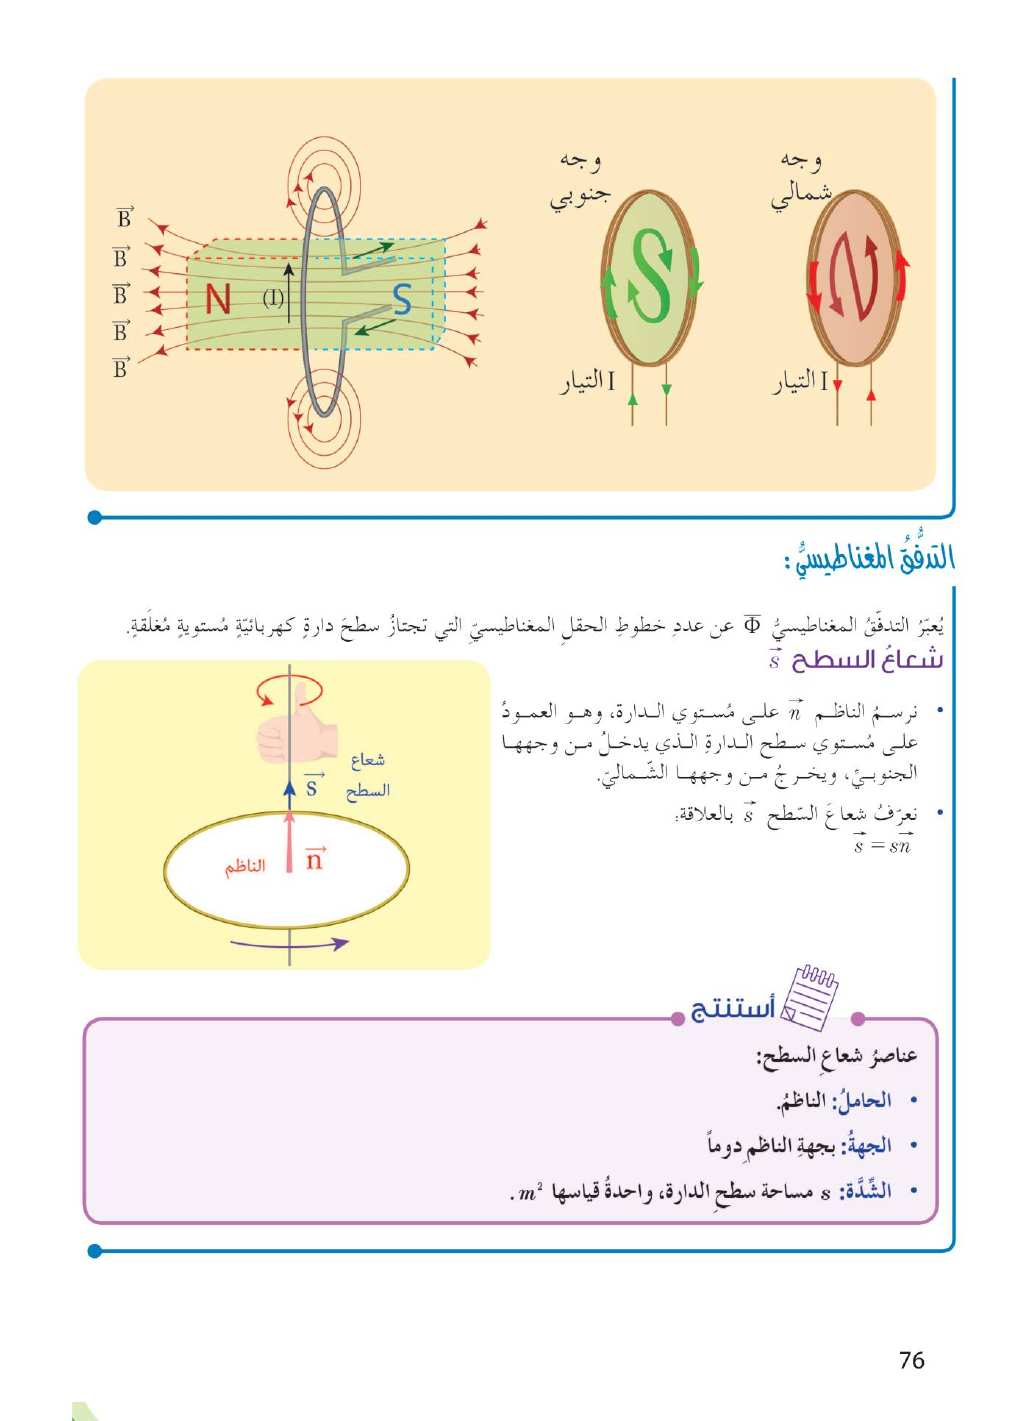 وجه
شمالي
وجه
جنوبي
N
S
التيار I
التيار I
B
B
B
B
B
N
(I)
S
التدفُّقُ المغناطيسيُّ :
يُعبّرُ التدفّقُ المغناطيسيُّ Φ عن عددِ خطوطِ الحقلِ المغناطيسيّ التي تجتازُ سطحَ دارةٍ كهربائيّةٍ مُستويةٍ مُغلَقةٍ.
شعاعُ السطح s
• نرسمُ الناظم n على مُستوي الدارة، وهو العمودُ
على مُستوي سطح الدارةِ الذي يدخلُ من وجهها
الجنوبيّ، ويخرجُ من وجهها الشّماليّ.
• نعرّفُ شعاعَ السّطح s بالعلاقة:
s = sn
شعاع
السطح
s
الناظم
n
أستنتج
عناصرُ شعاعِ السطح:
• الحاملُ: الناظمُ.
• الجهةُ: بجهةِ الناظمِ دوماً
• الشّدَّة: s مساحة سطحِ الدارة، واحدةُ قياسها m².
76